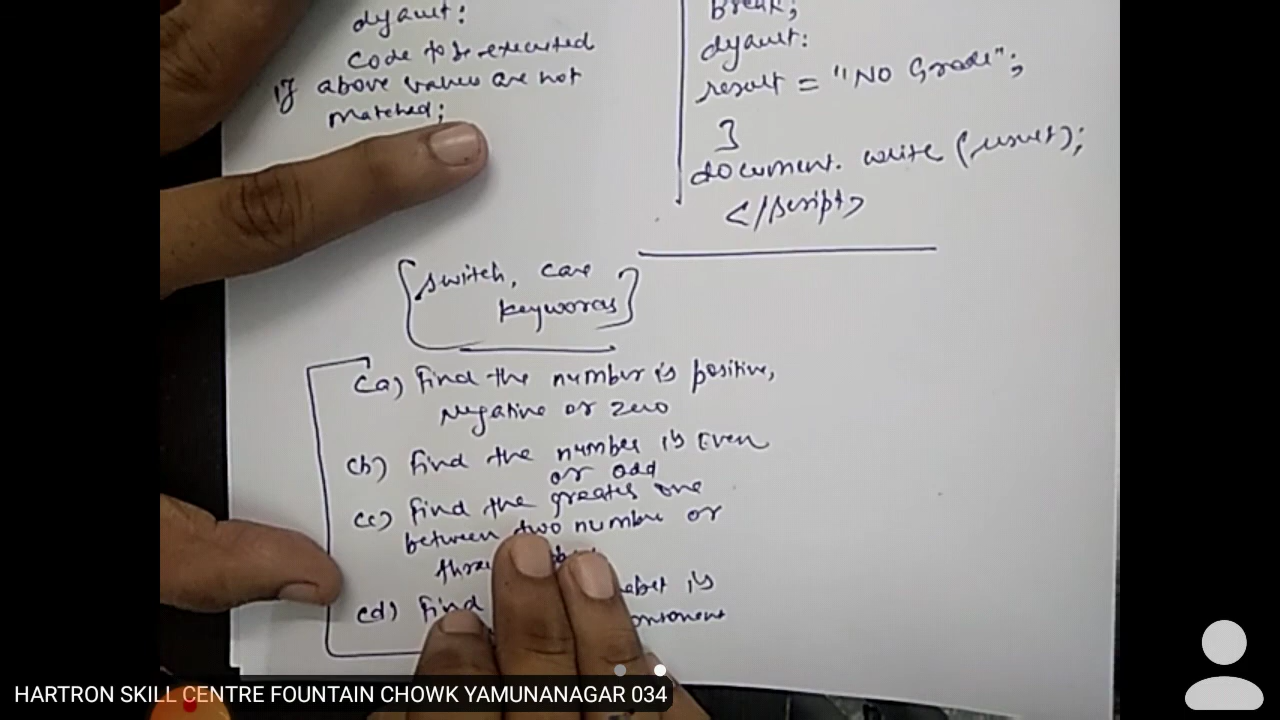 dyault:
Code to be executed
If above values are not
Matched;
Break;
dyault:
result = "No Grade";
}
document. write (result);
</script>
{switch, case
keywords}
(a) Find the number is positive,
Negative or zero
(b) Find the number is Even
or odd
(c) Find the greates one
between two number or
(d) Find is
HARTRON SKILL CENTRE FOUNTAIN CHOWK YAMUNANAGAR 034